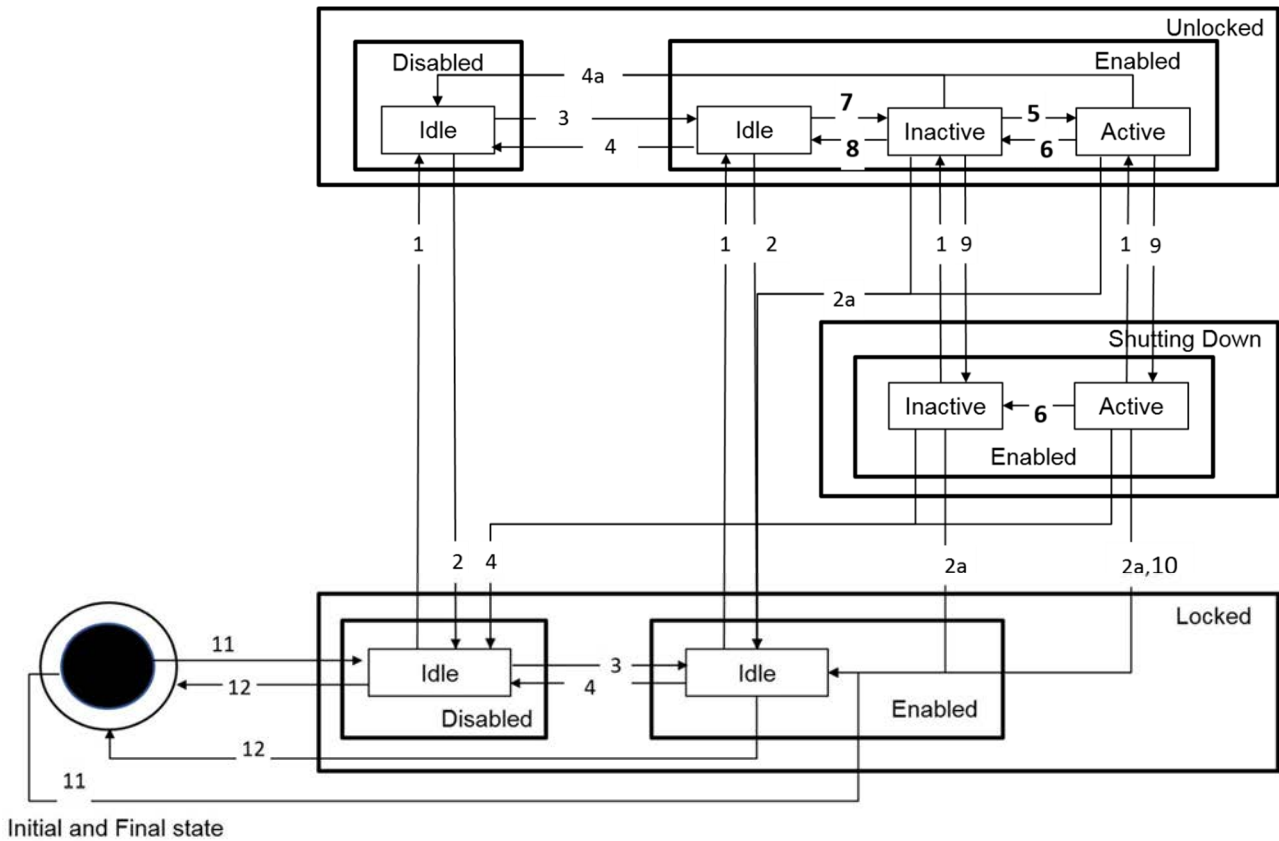 Unlocked
Disabled
Enabled
4a
Idle
3
4
Idle
7
8
Inactive
5
6
Active
1
1
2
1
9
1
9
2a
Shutting Down
Inactive
6
Active
Enabled
2
4
2a
2a,10
Locked
11
12
Idle
3
4
Idle
Disabled
Enabled
12
11
Initial and Final state